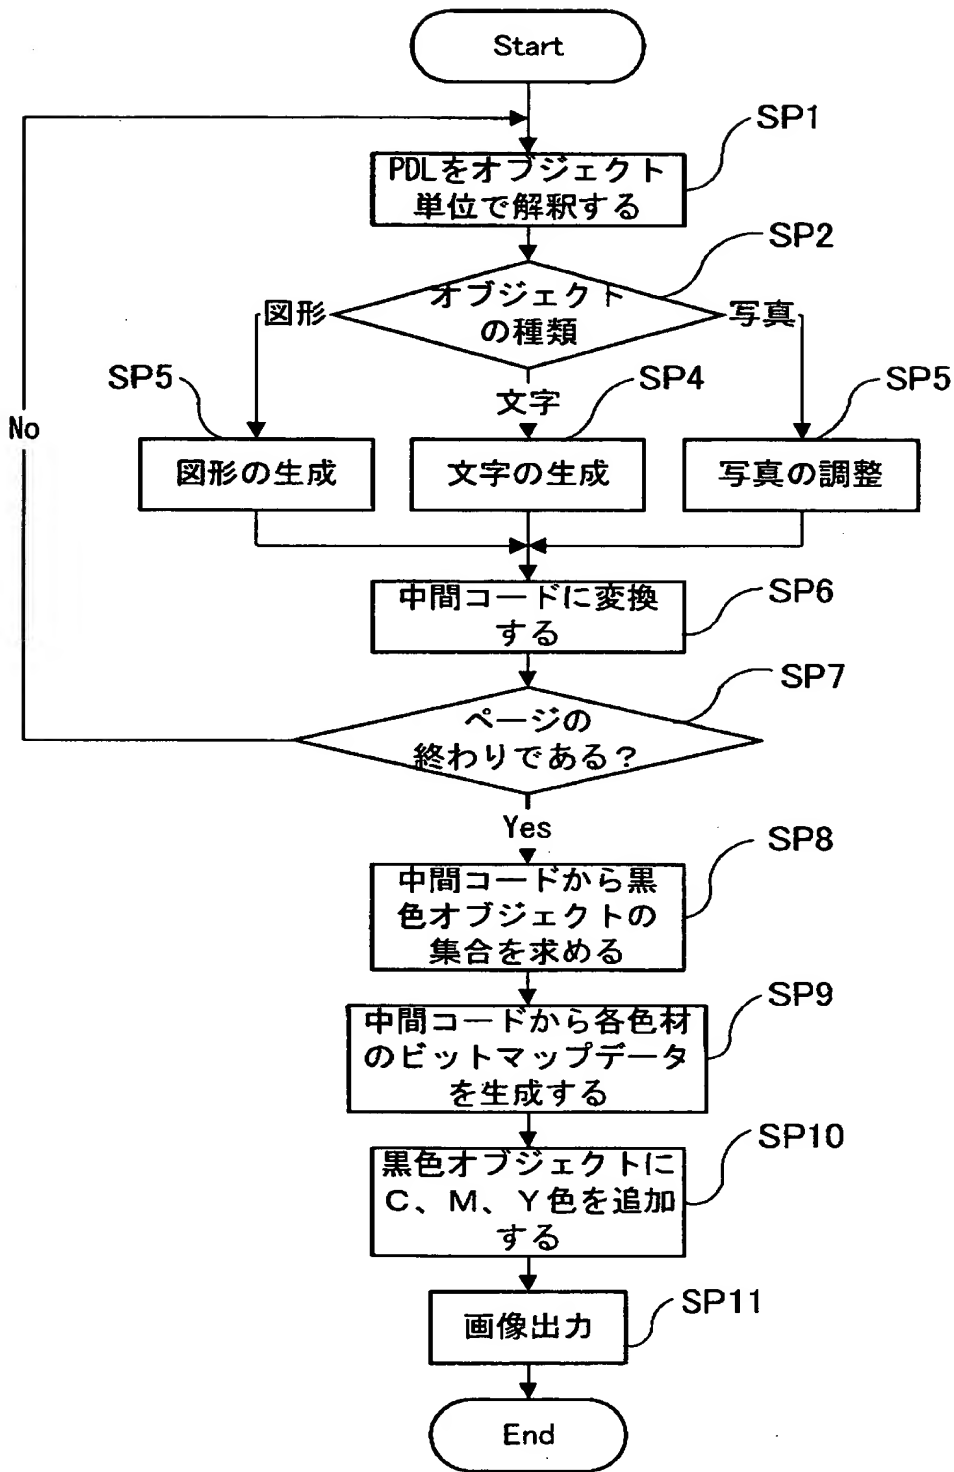 Start
SP1
PDLをオブジェクト
単位で解釈する
SP2
オブジェクト
の種類
図形
写真
文字
SP5
SP4
SP5
No
図形の生成
文字の生成
写真の調整
中間コードに変換
する
SP6
SP7
ページの
終わりである？
Yes
SP8
中間コードから黒
色オブジェクトの
集合を求める
SP9
中間コードから各色材
のビットマップデータ
を生成する
SP10
黒色オブジェクトに
Ｃ、Ｍ、Ｙ色を追加
する
SP11
画像出力
End